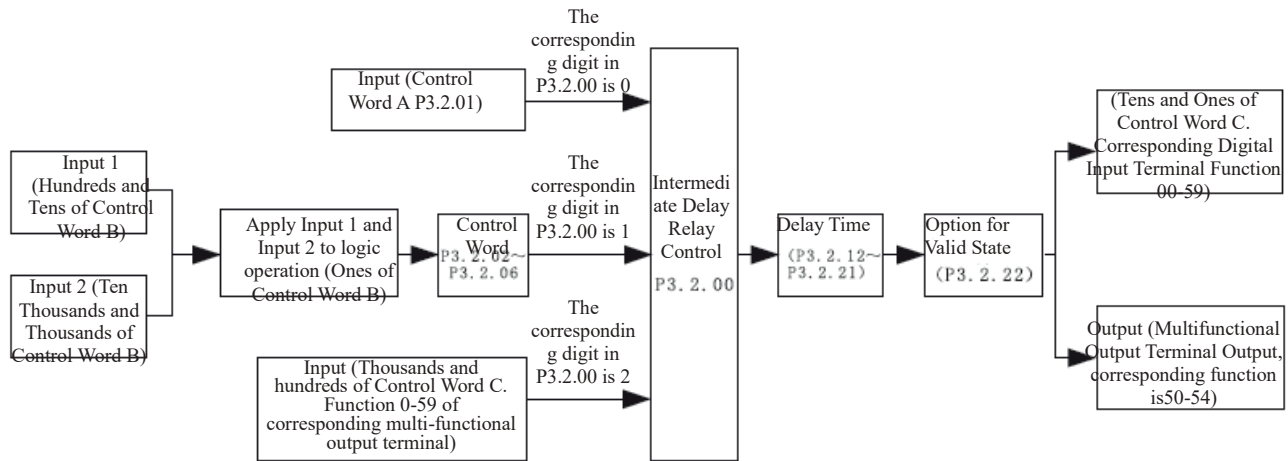 The
correspondin
g digit in
P3.2.00 is 0
Input (Control
Word A P3.2.01)
Input 1
(Hundreds and
Tens of Control
Word B)
Input 2 (Ten
Thousands and
Thousands of
Control Word B)
Apply Input 1 and
Input 2 to logic
operation (Ones of
Control Word B)
Control
Word
P3.2.02～
P3.2.06
The
correspondin
g digit in
P3.2.00 is 1
The
correspondin
g digit in
P3.2.00 is 2
Input (Thousands and
hundreds of Control Word C.
Function 0-59 of
corresponding multi-functional
output terminal)
Intermedi
ate Delay
Relay
Control
P3.2.00
Delay Time
(P3.2.12～
P3.2.21)
Option for
Valid State
(P3.2.22)
(Tens and Ones of
Control Word C.
Corresponding Digital
Input Terminal Function
00-59)
Output (Multifunctional
Output Terminal Output,
corresponding function
is50-54)